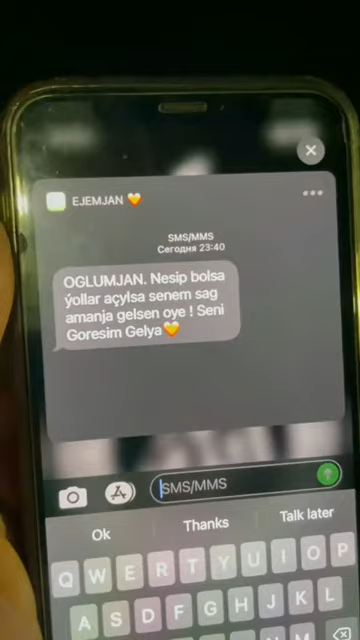 EJEMJAN 🧡
SMS/MMS
Сегодня 23:40
OGLUMJAN. Nesip bolsa
ýollar açylsa senem sag
amanja gelsen oye ! Seni
Goresim Gelya🧡
SMS/MMS
Ok
Thanks
Talk later
Q W E R T Y U I O P
A S D F G H J K L
N M